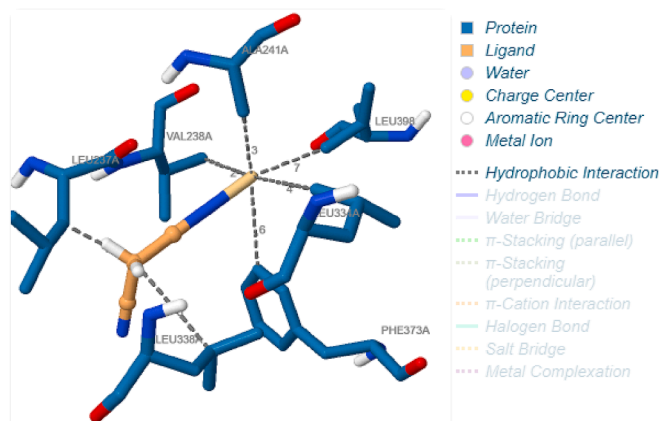 ALA241A
VAL238A
LEU398
LEU237A
3
2
7
4
LEU334A
6
LEU338A
PHE373A
Protein
Ligand
Water
Charge Center
Aromatic Ring Center
Metal Ion
Hydrophobic Interaction
Hydrogen Bond
Water Bridge
π-Stacking (parallel)
π-Stacking
(perpendicular)
π-Cation Interaction
Halogen Bond
Salt Bridge
Metal Complexation